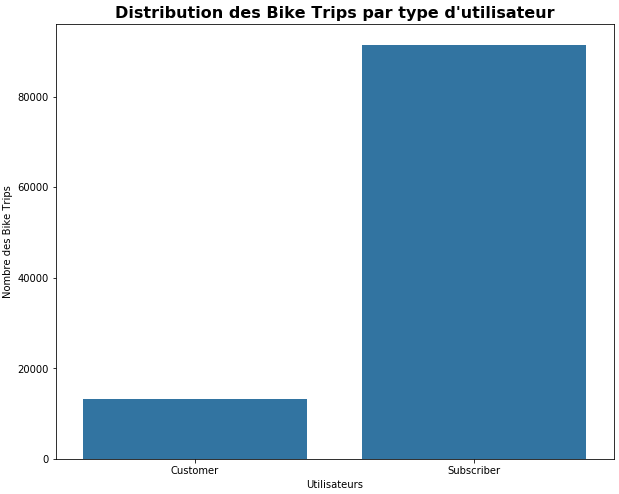 Distribution des Bike Trips par type d'utilisateur
Nombre des Bike Trips
80000
60000
40000
20000
0
Customer
Subscriber
Utilisateurs